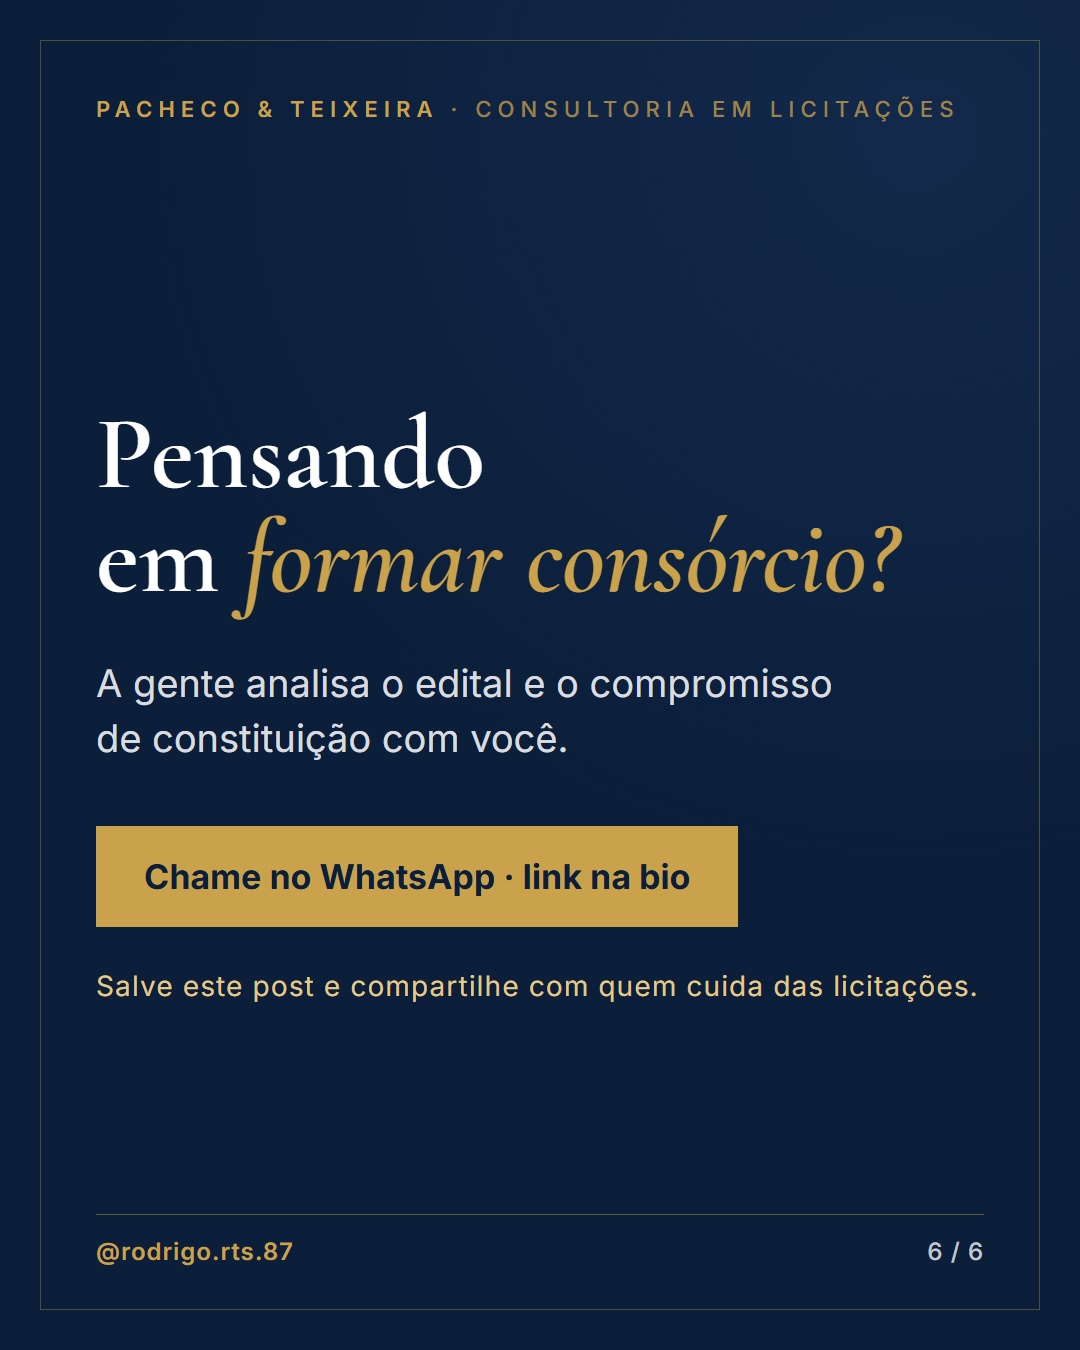 PACHECO & TEIXEIRA · CONSULTORIA EM LICITAÇÕES
Pensando
em formar consórcio?
A gente analisa o edital e o compromisso
de constituição com você.
Chame no WhatsApp · link na bio
Salve este post e compartilhe com quem cuida das licitações.
@rodrigo.rts.87
6 / 6